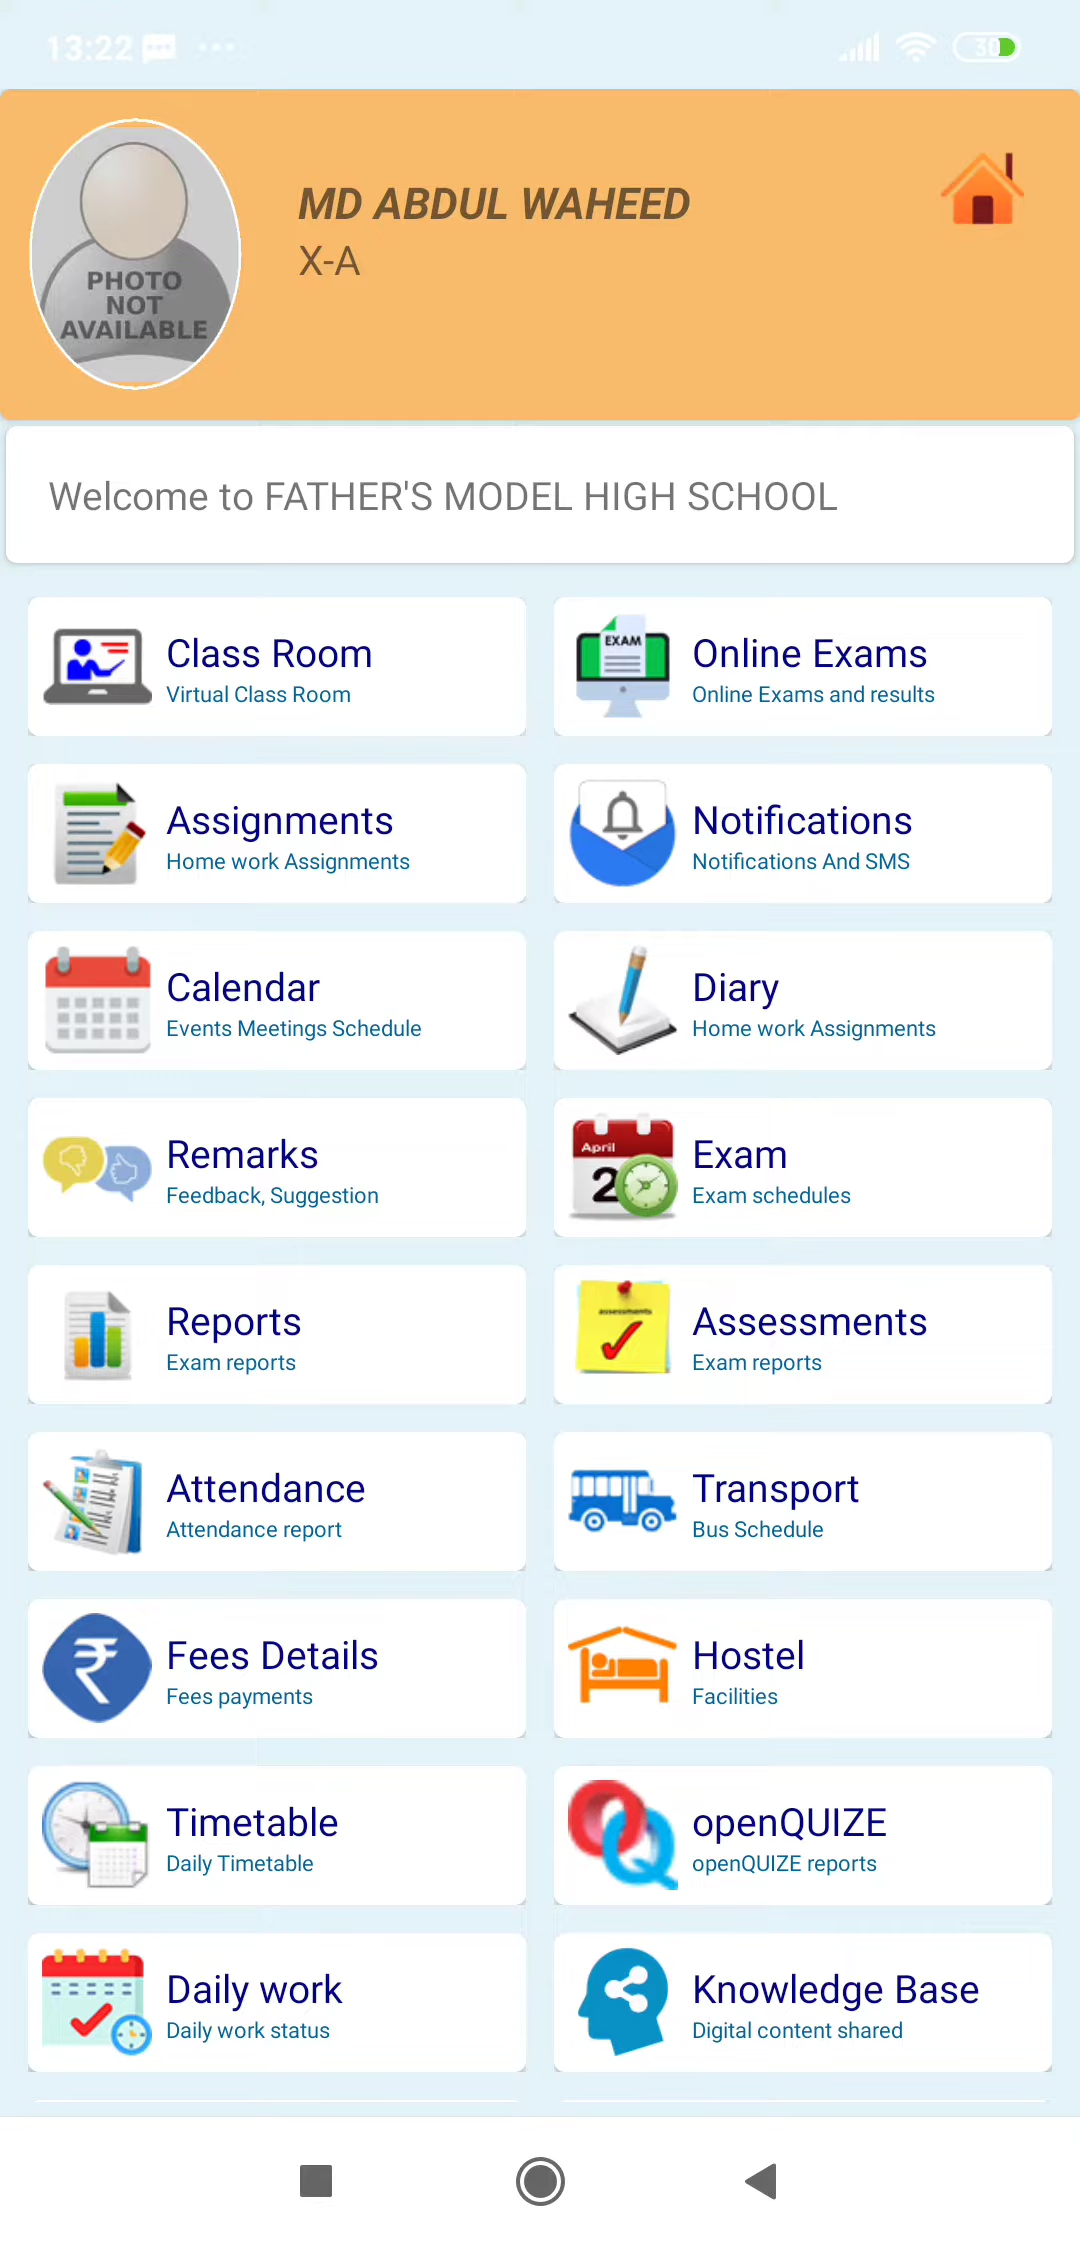 13:22
30
MD ABDUL WAHEED
X-A
PHOTO
NOT
AVAILABLE
Welcome to FATHER'S MODEL HIGH SCHOOL
Class Room
Virtual Class Room
EXAM
Online Exams
Online Exams and results
Assignments
Home work Assignments
Notifications
Notifications And SMS
Calendar
Events Meetings Schedule
Diary
Home work Assignments
Remarks
Feedback, Suggestion
April
2
Exam
Exam schedules
Reports
Exam reports
assessments
Assessments
Exam reports
Attendance
Attendance report
Transport
Bus Schedule
₹
Fees Details
Fees payments
Hostel
Facilities
Timetable
Daily Timetable
OQ
openQUIZE
openQUIZE reports
Daily work
Daily work status
Knowledge Base
Digital content shared